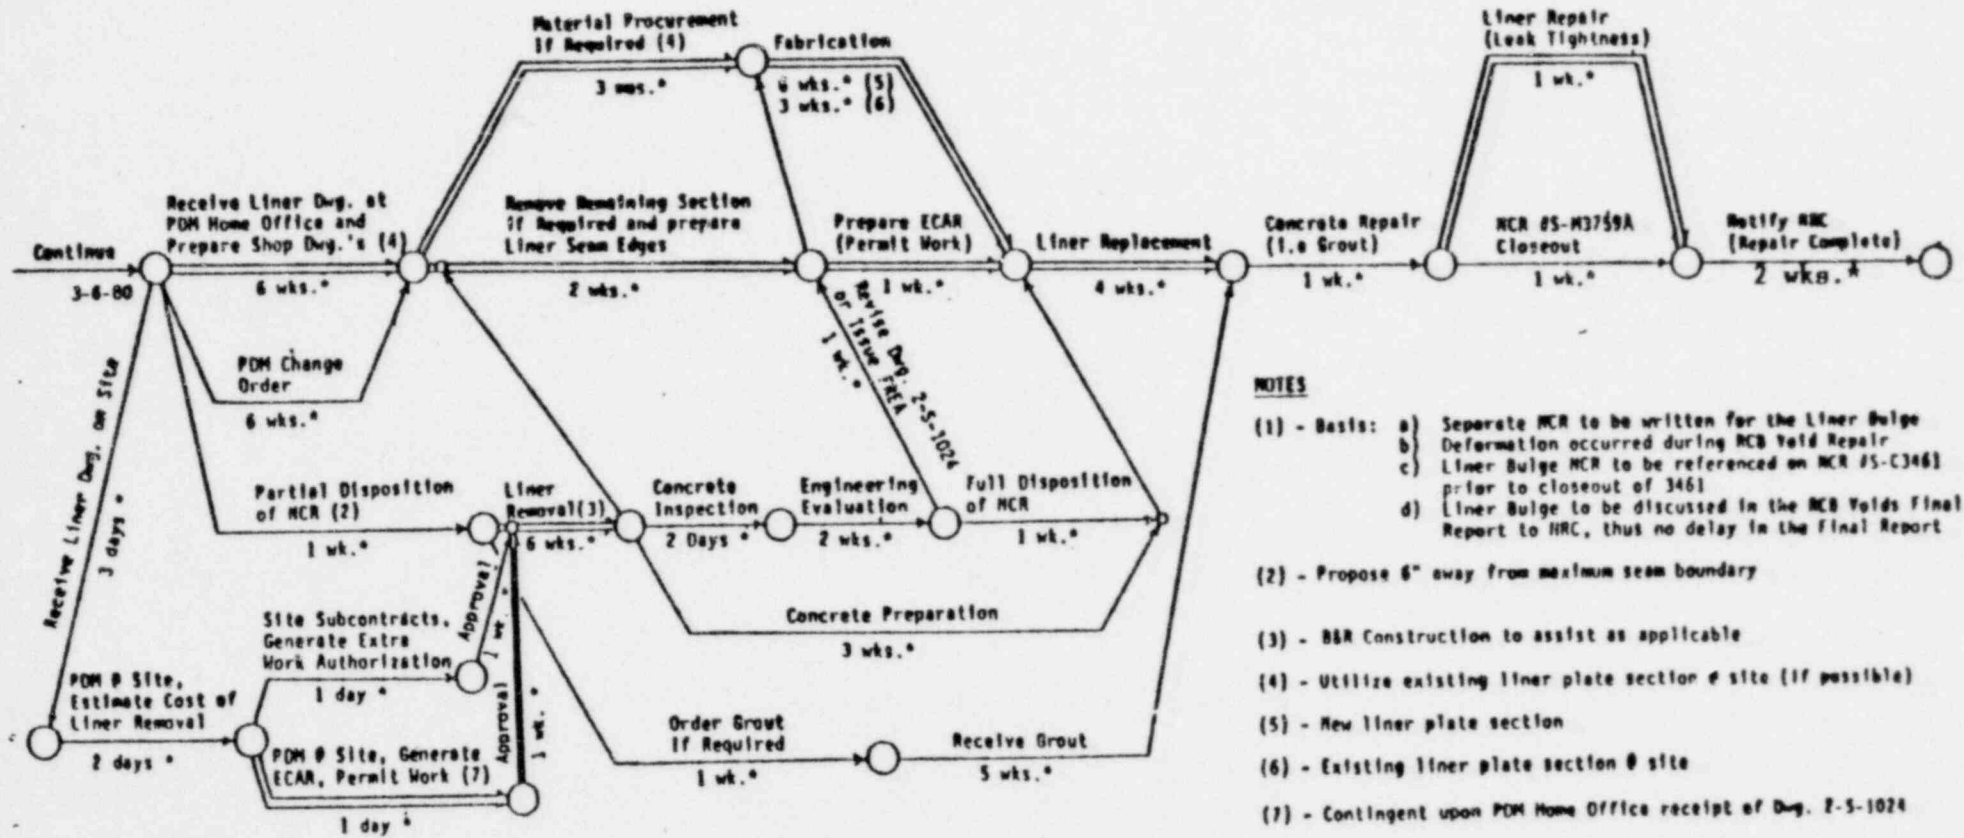 Material Procurement
If Required (4)
3 mos.*
Fabrication
6 wks.* (5)
3 wks.* (6)
Liner Repair
(Leak Tightness)
1 wk.*
Continue
3-6-80
Receive Liner Dwg. at
PDM Home Office and
Prepare Shop Dwg.'s (4)
6 wks.*
Remove Remaining Section
If Required and prepare
Liner Seam Edges
2 wks.*
Prepare ECAR
(Permit Work)
1 wk.*
Liner Replacement
4 wks.*
Concrete Repair
(i.e Grout)
1 wk.*
NCR #S-M3759A
Closeout
1 wk.*
Notify NRC
(Repair Complete)
2 wks.*
PDM Change
Order
6 wks.*
Receive Liner Dwg. on Site
3 days *
Revise Dwg. 2-S-1024
or Issue FREA
1 wk.*
Partial Disposition
of NCR (2)
1 wk.*
Liner
Removal(3)
6 wks.*
Concrete
Inspection
2 Days *
Engineering
Evaluation
2 wks.*
Full Disposition
of NCR
1 wk.*
Concrete Preparation
3 wks.*
Approval
1 wk. *
Site Subcontracts,
Generate Extra
Work Authorization
1 day *
PDM @ Site,
Estimate Cost of
Liner Removal
2 days *
PDM @ Site, Generate
ECAR, Permit Work (7)
1 day *
Approval
1 wk.*
Order Grout
If Required
1 wk.*
Receive Grout
5 wks.*
NOTES
(1) - Basis: a) Separate NCR to be written for the Liner Bulge
b) Deformation occurred during RCB Void Repair
c) Liner Bulge NCR to be referenced on NCR #S-C3461
prior to closeout of 3461
d) Liner Bulge to be discussed in the RCB Voids Final
Report to NRC, thus no delay in the Final Report
(2) - Propose 6" away from maximum seam boundary
(3) - B&R Construction to assist as applicable
(4) - Utilize existing liner plate section @ site (if possible)
(5) - New liner plate section
(6) - Existing liner plate section @ site
(7) - Contingent upon PDM Home Office receipt of Dwg. 2-S-1024